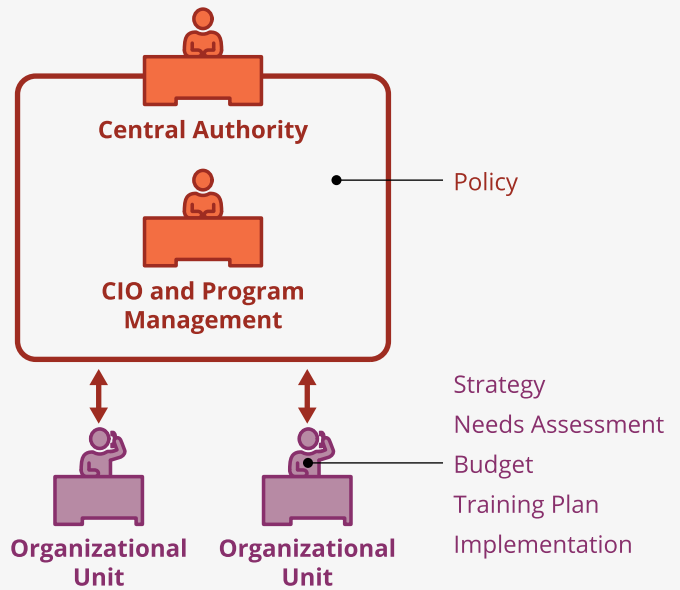 Central Authority
Policy
CIO and Program
Management
Strategy
Needs Assessment
Budget
Training Plan
Implementation
Organizational
Unit
Organizational
Unit